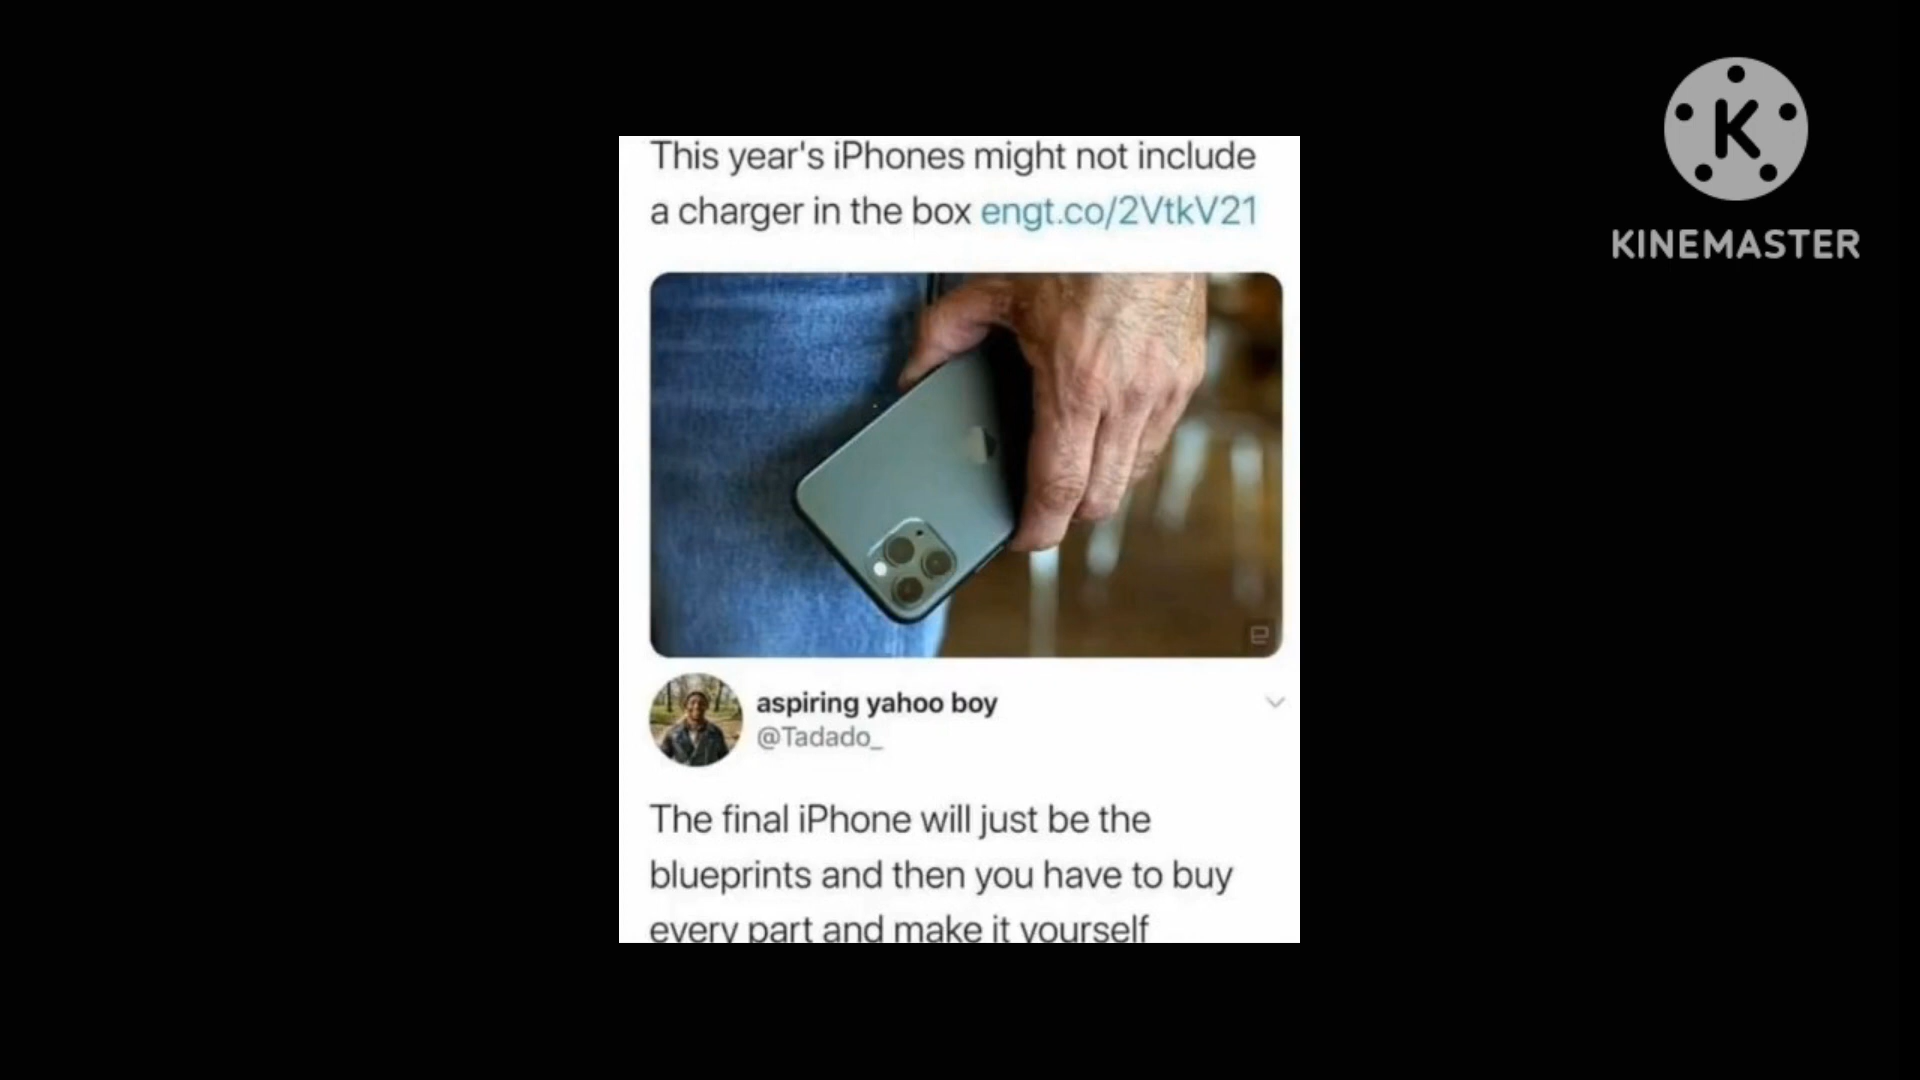 This year's iPhones might not include
a charger in the box engt.co/2VtkV21
aspiring yahoo boy
@Tadado_
The final iPhone will just be the
blueprints and then you have to buy
every part and make it yourself
K
KINEMASTER